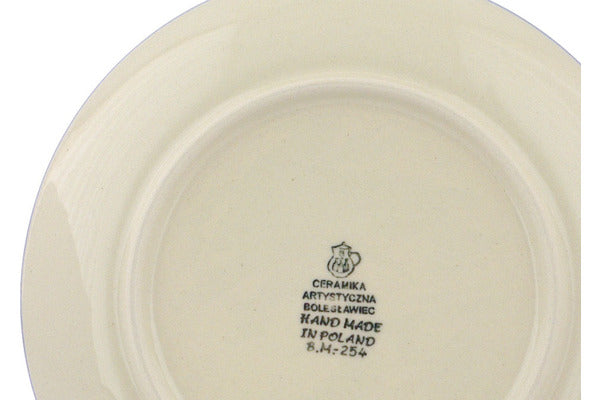 CERAMIKA
ARTYSTYCZNA
BOLESŁAWIEC
HAND MADE
IN POLAND
B.M.-254